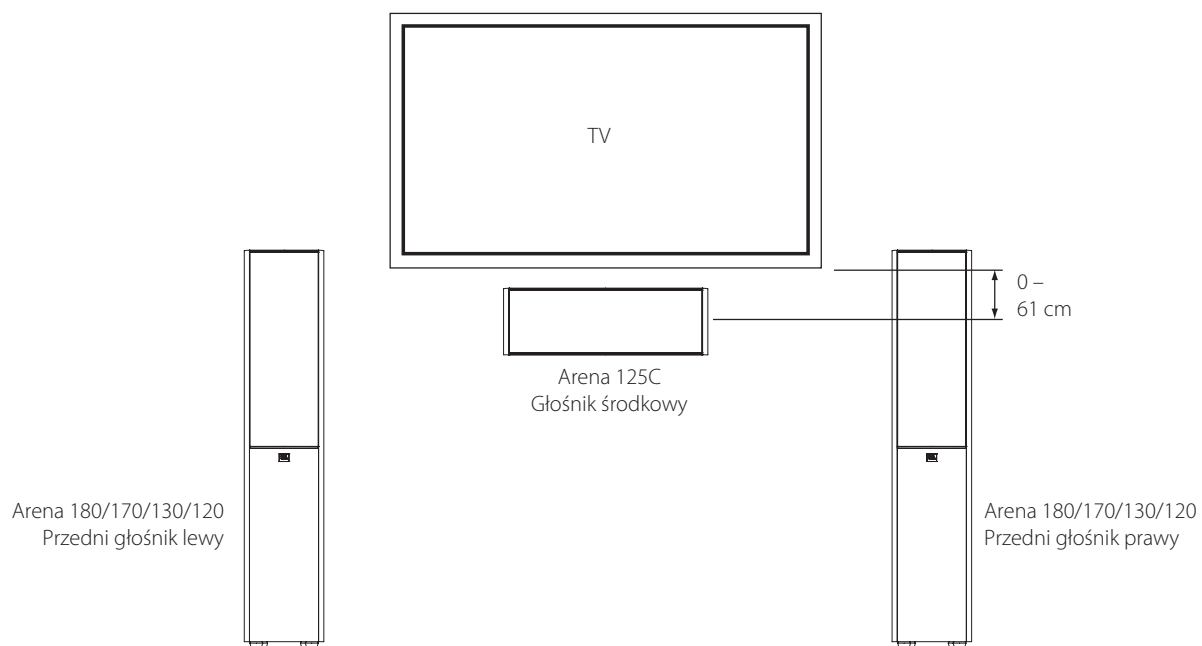 TV
0 –
61 cm
Arena 125C
Głośnik środkowy
Arena 180/170/130/120
Przedni głośnik lewy
Arena 180/170/130/120
Przedni głośnik prawy